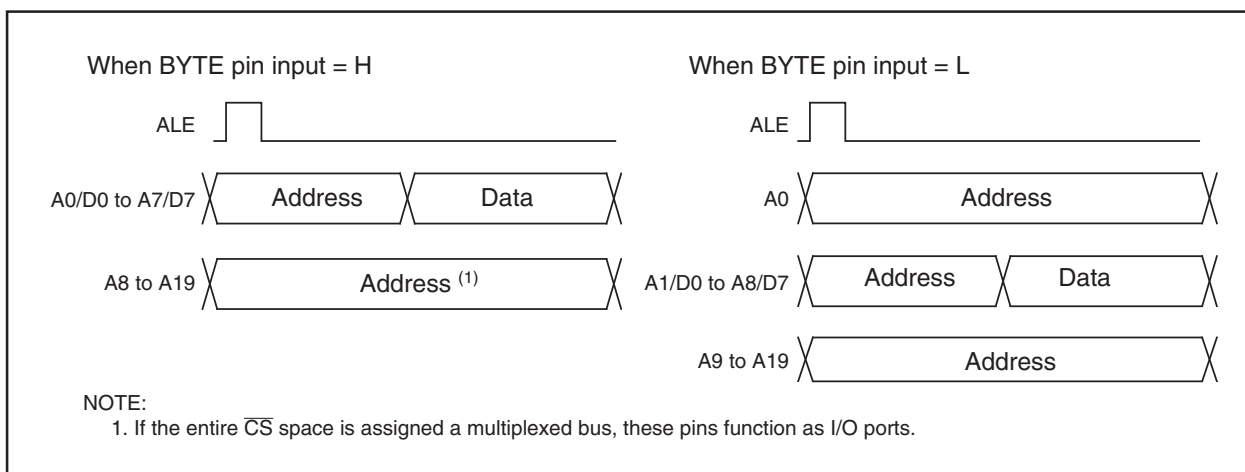 When BYTE pin input = H
ALE
A0/D0 to A7/D7 Address Data
A8 to A19 Address (1)
When BYTE pin input = L
ALE
A0 Address
A1/D0 to A8/D7 Address Data
A9 to A19 Address
NOTE:
1. If the entire C̅S̅ space is assigned a multiplexed bus, these pins function as I/O ports.